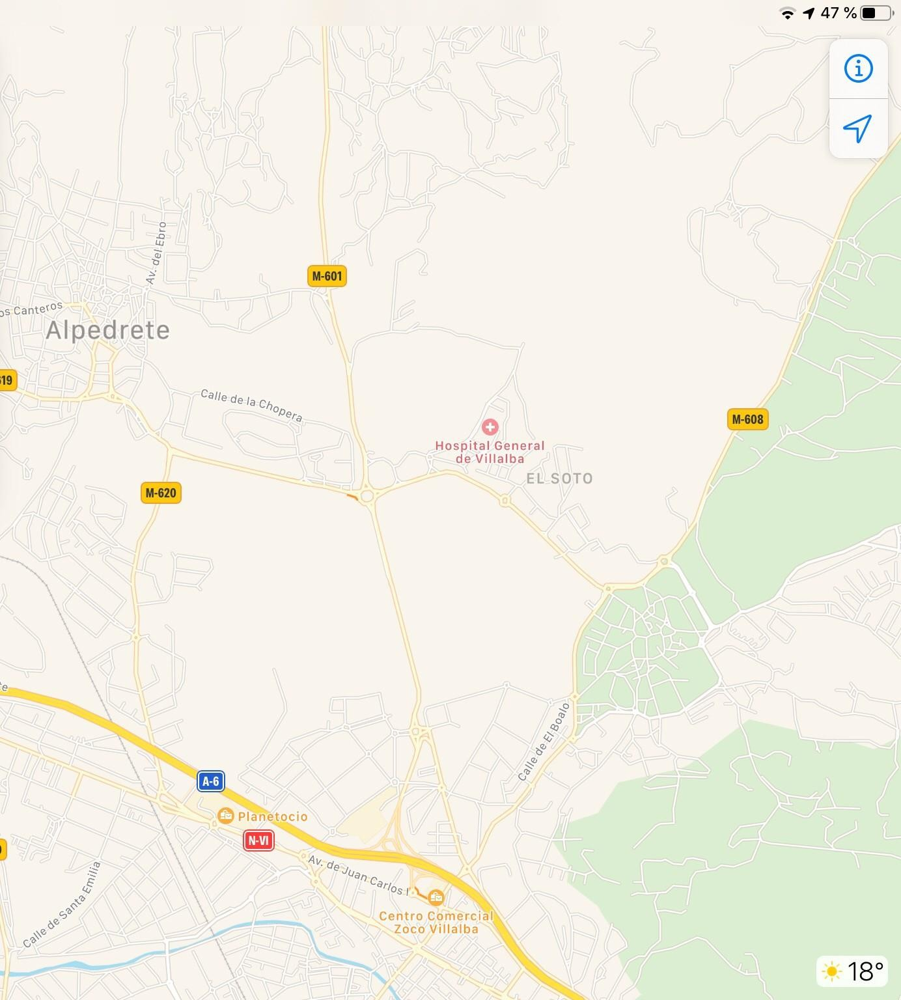 47 %
Av. del Ebro
M-601
os Canteros
Alpedrete
619
Calle de la Chopera
M-608
Hospital General
de Villalba
EL SOTO
M-620
te
Calle de El Boalo
A-6
Planetocio
N-VI
Av. de Juan Carlos I
Calle de Santa Emilia
Centro Comercial
Zoco Villalba
18°